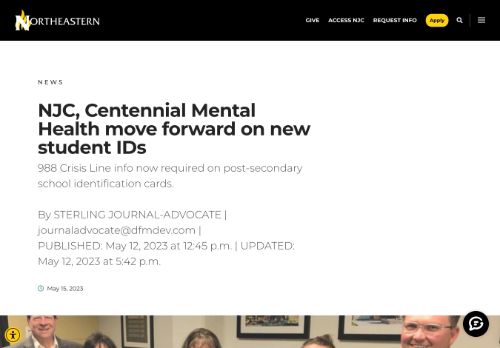 NORTHEASTERN
GIVE ACCESS NJC REQUEST INFO Apply
NEWS
NJC, Centennial Mental
Health move forward on new
student IDs
988 Crisis Line info now required on post-secondary
school identification cards.
By STERLING JOURNAL-ADVOCATE |
journaladvocate@dfmdev.com |
PUBLISHED: May 12, 2023 at 12:45 p.m. | UPDATED:
May 12, 2023 at 5:42 p.m.
May 15, 2023